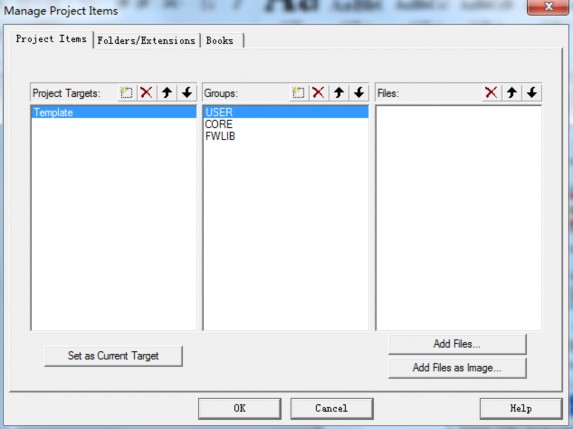 Manage Project Items
Project Items Folders/Extensions Books
Project Targets: Groups: Files:
Template USER
CORE
FWLIB
Set as Current Target
Add Files...
Add Files as Image...
OK Cancel Help